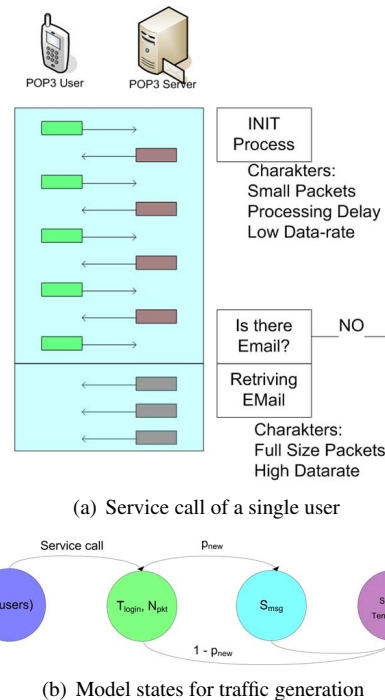 POP3 User
POP3 Server
INIT
Process
Charakters:
Small Packets
Processing Delay
Low Data-rate
Is there
Email?
NO
Retriving
EMail
Charakters:
Full Size Packets
High Datarate
(a) Service call of a single user
Service call
pnew
users)
Tlogin, Npkt
Smsg
1 - pnew
(b) Model states for traffic generation